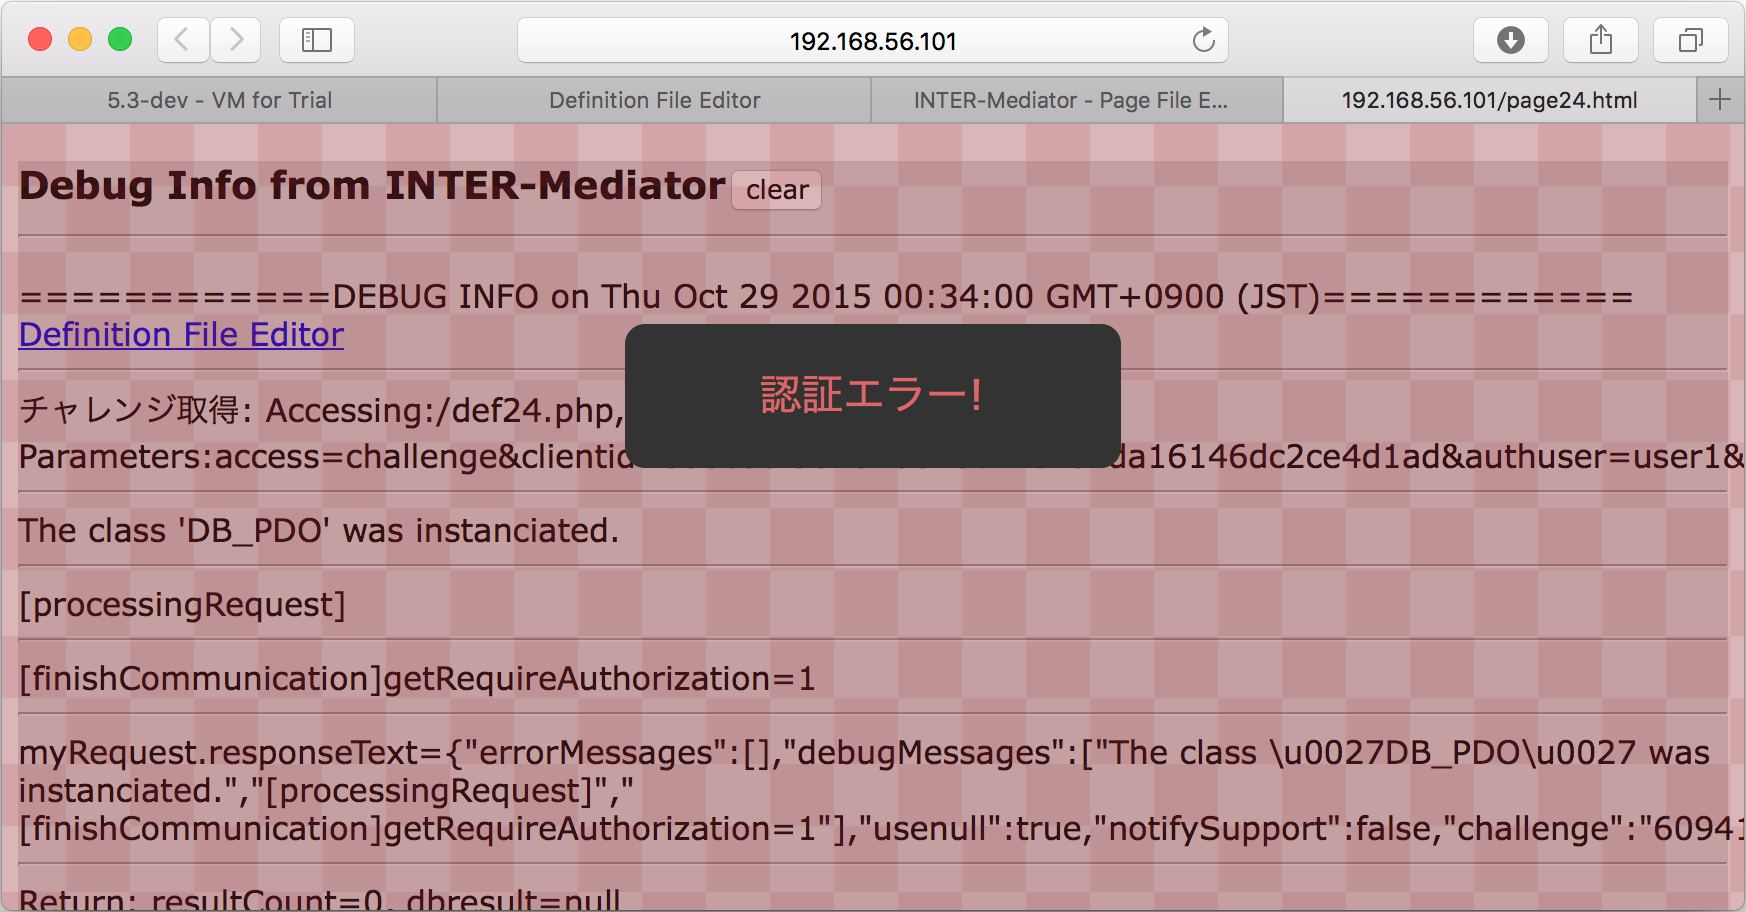 192.168.56.101
5.3-dev - VM for Trial
Definition File Editor
INTER-Mediator - Page File E...
192.168.56.101/page24.html
Debug Info from INTER-Mediator clear
============DEBUG INFO on Thu Oct 29 2015 00:34:00 GMT+0900 (JST)============
Definition File Editor
認証エラー!
チャレンジ取得: Accessing:/def24.php,
Parameters:access=challenge&clientid da16146dc2ce4d1ad&authuser=user1&
The class 'DB_PDO' was instanciated.
[processingRequest]
[finishCommunication]getRequireAuthorization=1
myRequest.responseText={"errorMessages":[],"debugMessages":["The class \u0027DB_PDO\u0027 was
instanciated.","[processingRequest]","
[finishCommunication]getRequireAuthorization=1"],"usenull":true,"notifySupport":false,"challenge":"60941
Return: resultCount=0, dbresult=null